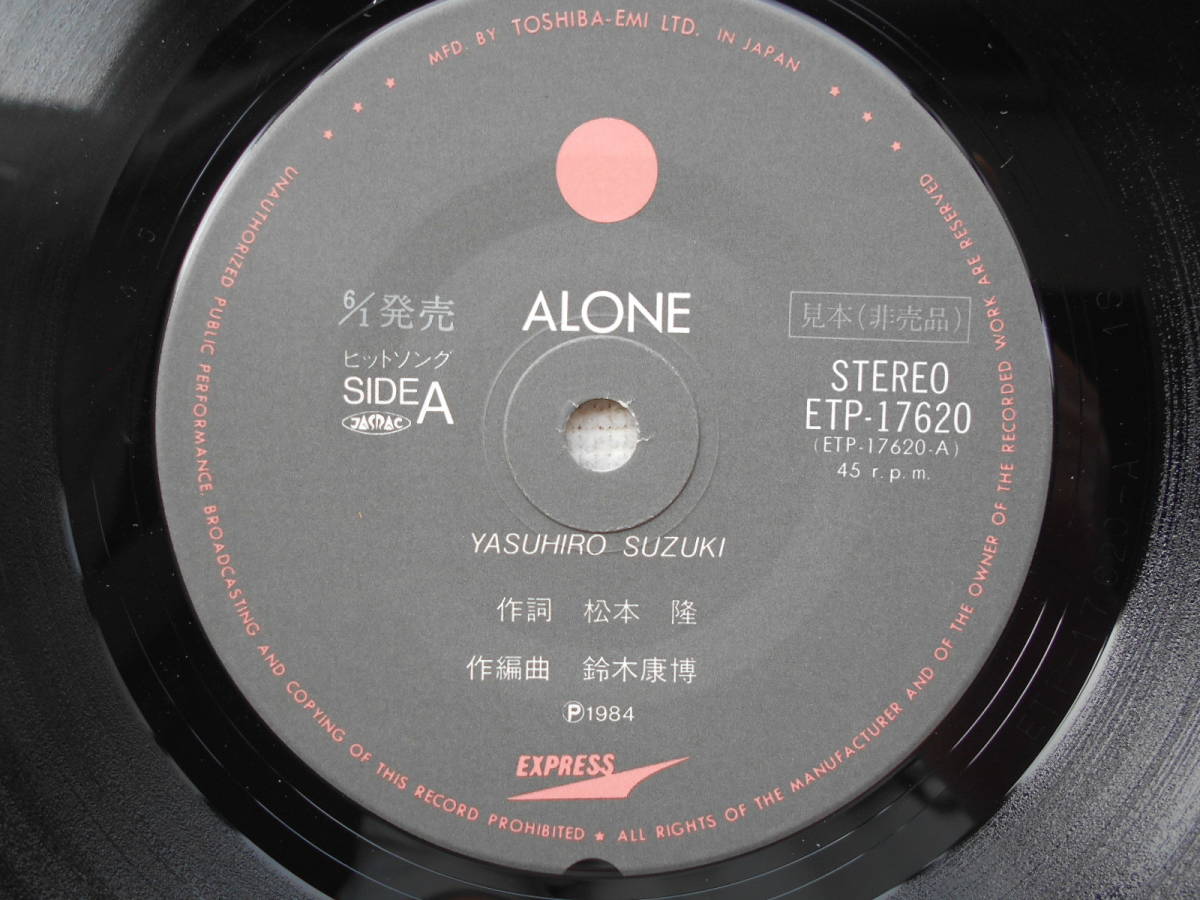 MFD. BY TOSHIBA-EMI LTD. IN JAPAN
6/1 発売
ALONE
見本(非売品)
ヒットソング
SIDE A
JASRAC
STEREO
ETP-17620
(ETP-17620-A)
45 r.p.m.
YASUHIRO SUZUKI
作詞 松本 隆
作編曲 鈴木康博
Ⓟ1984
EXPRESS
UNAUTHORIZED PUBLIC PERFORMANCE, BROADCASTING AND COPYING OF THIS RECORD PROHIBITED ★ ALL RIGHTS OF THE MANUFACTURER AND OF THE OWNER OF THE RECORDED WORK ARE RESERVED